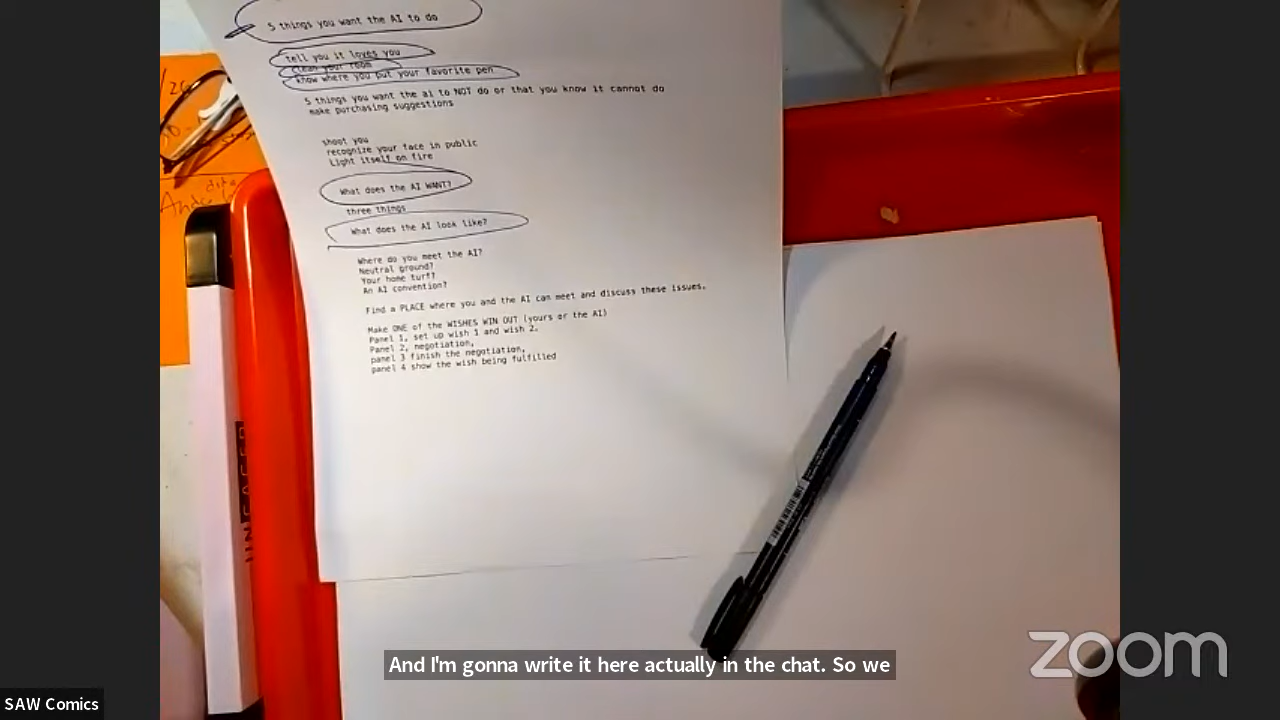 5 things you want the AI to do
tell you it loves you
clean your room
know where you put your favorite pen
5 things you want the ai to NOT do or that you know it cannot do
make purchasing suggestions
shoot you
recognize your face in public
Light itself on fire
What does the AI WANT?
three things
What does the AI look like?
Where do you meet the AI?
Neutral ground?
Your home turf?
An AI convention?
Find a PLACE where you and the AI can meet and discuss these issues.
Make ONE of the WISHES WIN OUT (yours or the AI)
Panel 1, set up wish 1 and wish 2,
Panel 2, negotiation,
panel 3 finish the negotiation,
panel 4 show the wish being fulfilled
And I'm gonna write it here actually in the chat. So we
zoom
SAW Comics